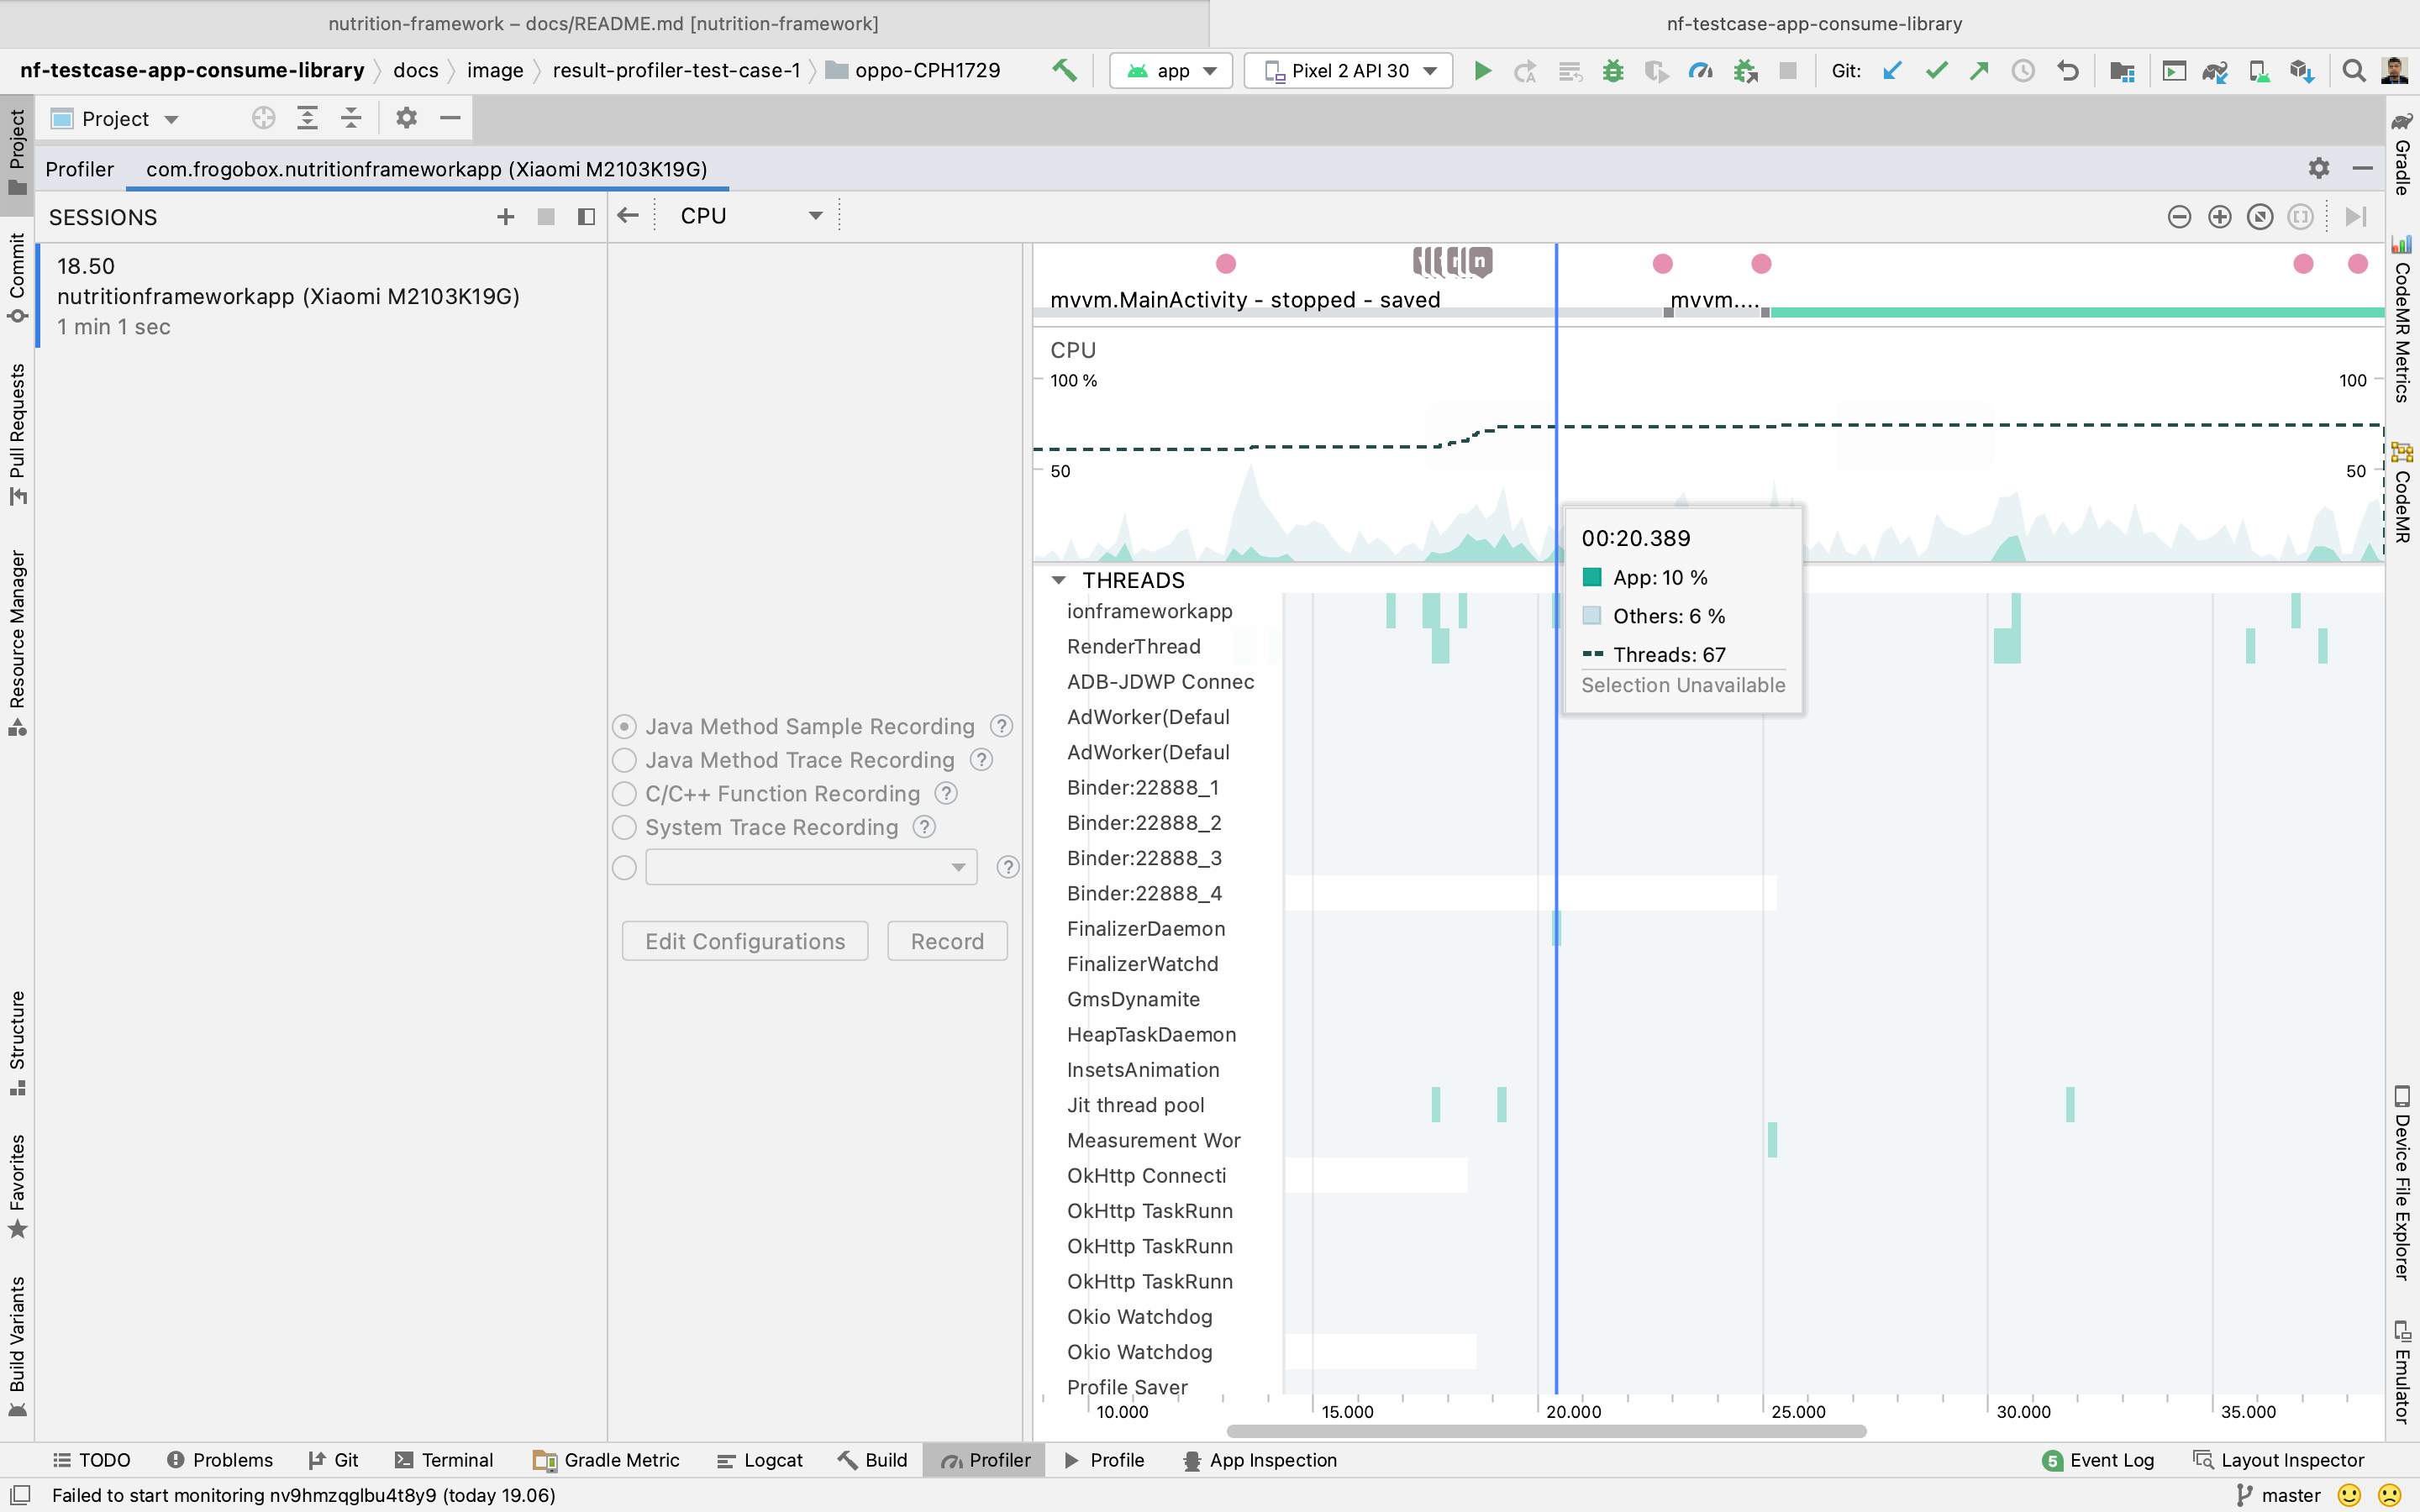 nutrition-framework – docs/README.md [nutrition-framework]
nf-testcase-app-consume-library
nf-testcase-app-consume-library
docs
image
result-profiler-test-case-1
oppo-CPH1729
app
Pixel 2 API 30
Git:
Project
Profiler
com.frogobox.nutritionframeworkapp (Xiaomi M2103K19G)
SESSIONS
CPU
18.50
nutritionframeworkapp (Xiaomi M2103K19G)
1 min 1 sec
Java Method Sample Recording
?
Java Method Trace Recording
?
C/C++ Function Recording
?
System Trace Recording
?
?
Edit Configurations
Record
n
mvvm.MainActivity - stopped - saved
mvvm....
CPU
100 %
100
50
50
00:20.389
App: 10 %
Others: 6 %
Threads: 67
Selection Unavailable
THREADS
ionframeworkapp
RenderThread
ADB-JDWP Connec
AdWorker(Defaul
AdWorker(Defaul
Binder:22888_1
Binder:22888_2
Binder:22888_3
Binder:22888_4
FinalizerDaemon
FinalizerWatchd
GmsDynamite
HeapTaskDaemon
InsetsAnimation
Jit thread pool
Measurement Wor
OkHttp Connecti
OkHttp TaskRunn
OkHttp TaskRunn
OkHttp TaskRunn
Okio Watchdog
Okio Watchdog
Profile Saver
10.000
15.000
20.000
25.000
30.000
35.000
Project
Commit
Pull Requests
Resource Manager
Structure
Favorites
Build Variants
Gradle
CodeMR Metrics
CodeMR
Device File Explorer
Emulator
TODO
Problems
Git
Terminal
Gradle Metric
Logcat
Build
Profiler
Profile
App Inspection
5
Event Log
Layout Inspector
Failed to start monitoring nv9hmzqglbu4t8y9 (today 19.06)
master